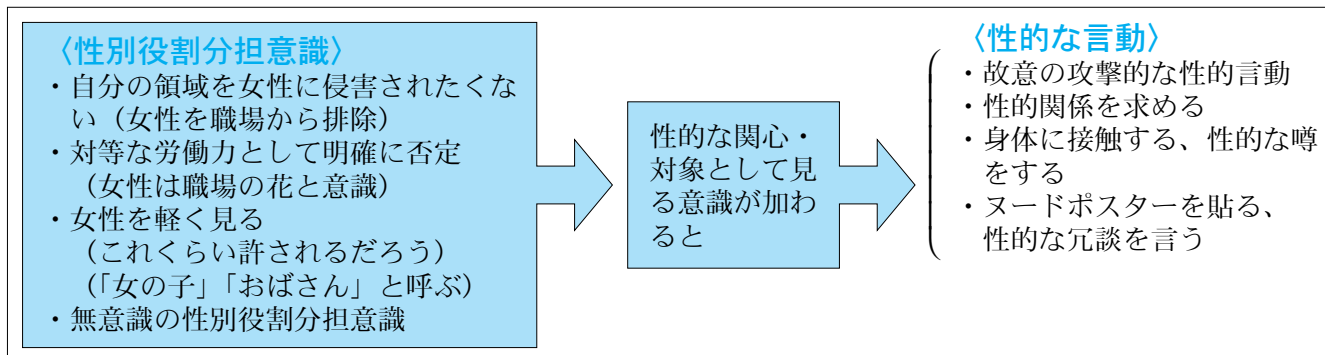 〈性別役割分担意識〉
・自分の領域を女性に侵害されたくな
い（女性を職場から排除）
・対等な労働力として明確に否定
（女性は職場の花と意識）
・女性を軽く見る
（これくらい許されるだろう）
（「女の子」「おばさん」と呼ぶ）
・無意識の性別役割分担意識
性的な関心・
対象として見
る意識が加わ
ると
〈性的な言動〉
・故意の攻撃的な性的言動
・性的関係を求める
・身体に接触する、性的な噂
をする
・ヌードポスターを貼る、
性的な冗談を言う